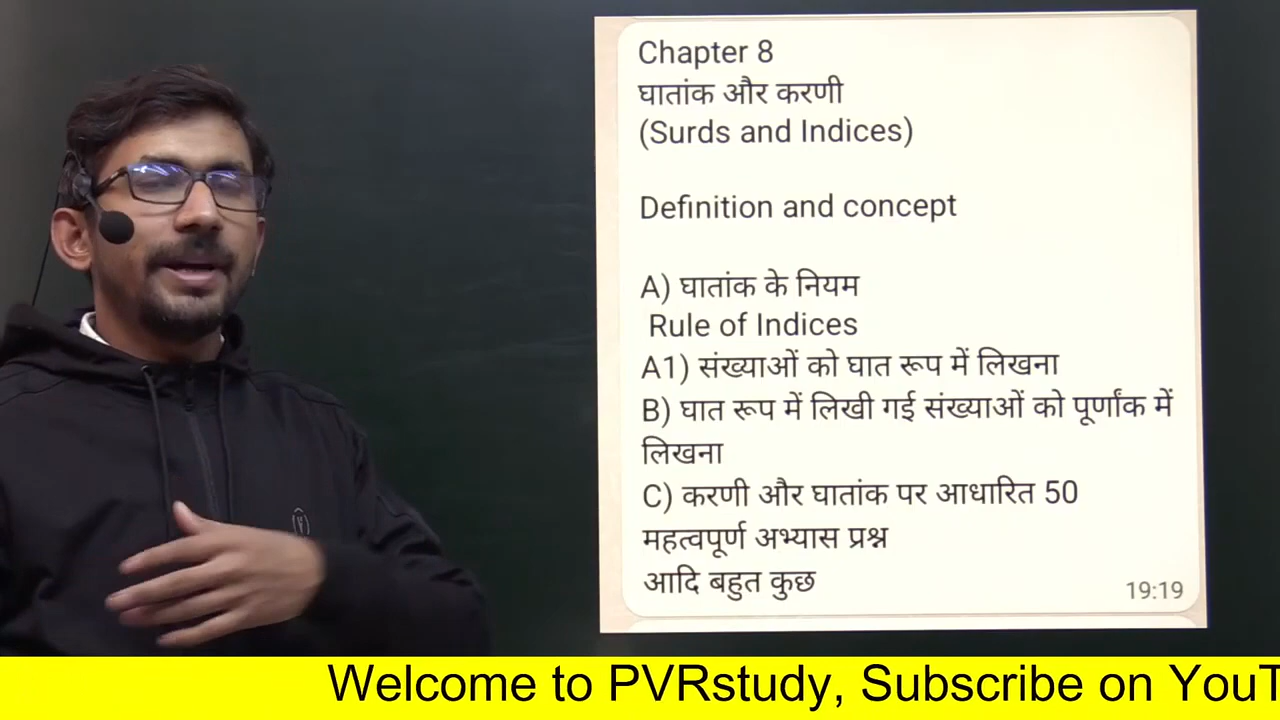 Chapter 8
घातांक और करणी
(Surds and Indices)
Definition and concept
A) घातांक के नियम
Rule of Indices
A1) संख्याओं को घात रूप में लिखना
B) घात रूप में लिखी गई संख्याओं को पूर्णांक में
लिखना
C) करणी और घातांक पर आधारित 50
महत्वपूर्ण अभ्यास प्रश्न
आदि बहुत कुछ
19:19
Welcome to PVRstudy, Subscribe on YouT